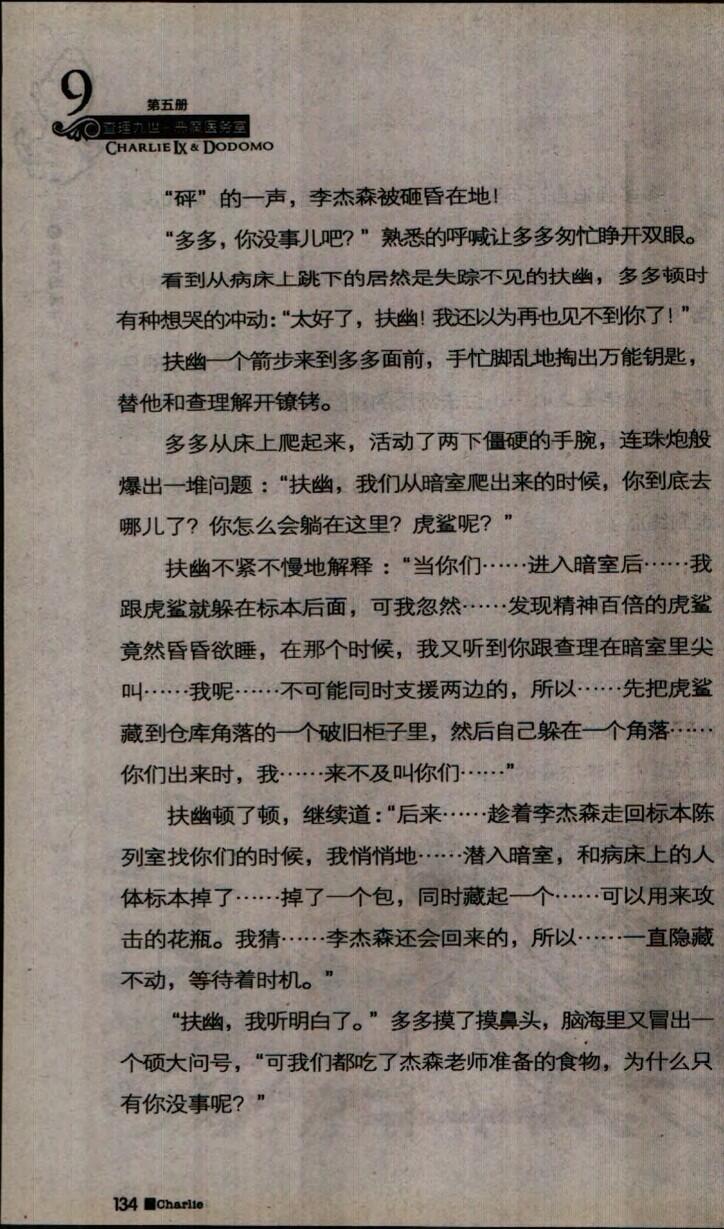 9
第五册
查理九世·吸血医务室
CHARLIE IX & DODOMO
“砰”的一声，李杰森被砸昏在地！
“多多，你没事儿吧？”熟悉的呼喊让多多匆忙睁开双眼。
看到从病床上跳下的居然是失踪不见的扶幽，多多顿时
有种想哭的冲动：“太好了，扶幽！我还以为再也见不到你了！”
扶幽一个箭步来到多多面前，手忙脚乱地掏出万能钥匙，
替他和查理解开镣铐。
多多从床上爬起来，活动了两下僵硬的手腕，连珠炮般
爆出一堆问题：“扶幽，我们从暗室爬出来的时候，你到底去
哪儿了？你怎么会躺在这里？虎鲨呢？”
扶幽不紧不慢地解释：“当你们……进入暗室后……我
跟虎鲨就躲在标本后面，可我忽然……发现精神百倍的虎鲨
竟然昏昏欲睡，在那个时候，我又听到你跟查理在暗室里尖
叫……我呢……不可能同时支援两边的，所以……先把虎鲨
藏到仓库角落的一个破旧柜子里，然后自己躲在一个角落……
你们出来时，我……来不及叫你们……”
扶幽顿了顿，继续道：“后来……趁着李杰森走回标本陈
列室找你们的时候，我悄悄地……潜入暗室，和病床上的人
体标本掉了……掉了一个包，同时藏起一个……可以用来攻
击的花瓶。我猜……李杰森还会回来的，所以……一直隐藏
不动，等待着时机。”
“扶幽，我听明白了。”多多摸了摸鼻头，脑海里又冒出一
个硕大问号，“可我们都吃了杰森老师准备的食物，为什么只
有你没事呢？”
134 ■Charlie